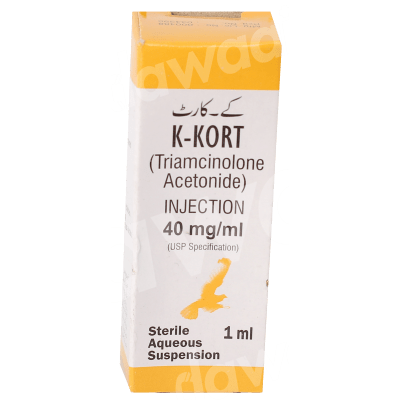 کے۔کارٹ
K-KORT
(Triamcinolone
Acetonide)
INJECTION
40 mg/ml
(USP Specification)
Sterile
Aqueous
Suspension
1 ml